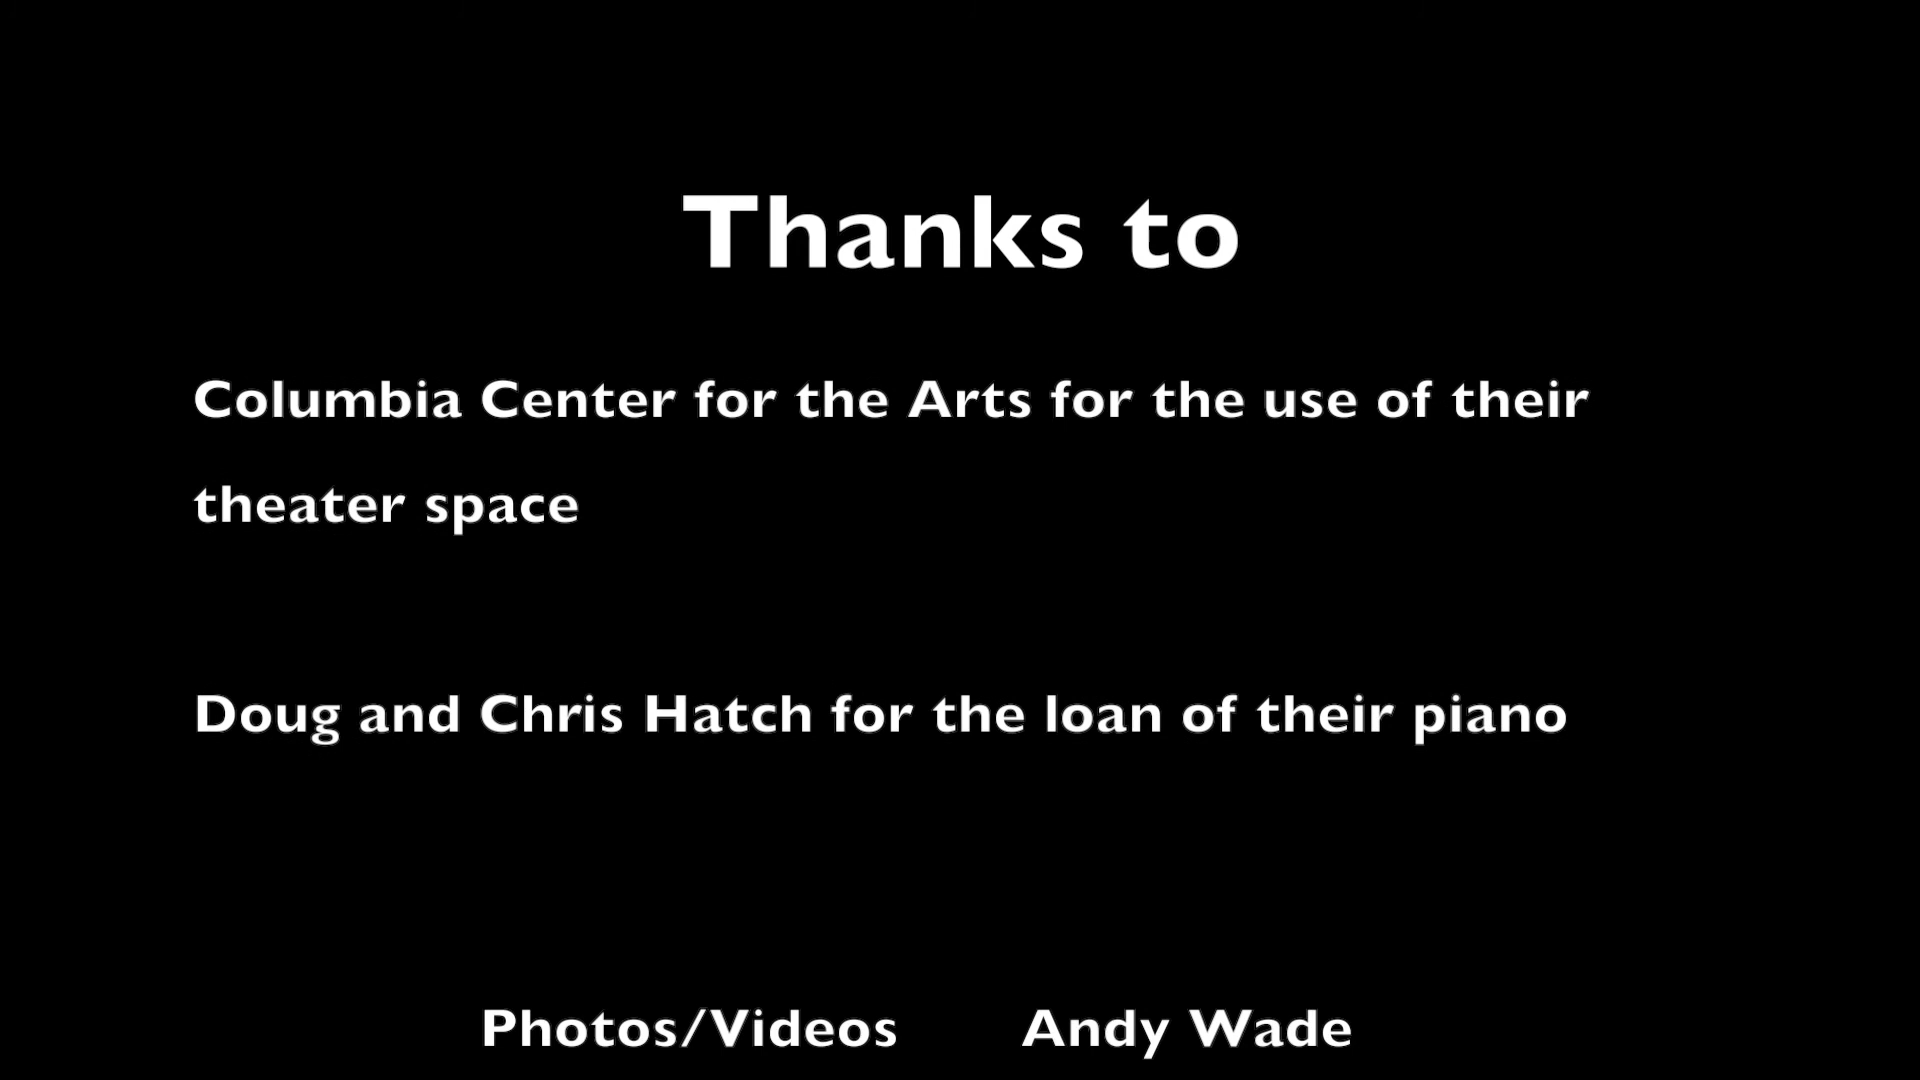 Thanks to
Columbia Center for the Arts for the use of their
theater space
Doug and Chris Hatch for the loan of their piano
Photos/Videos Andy Wade